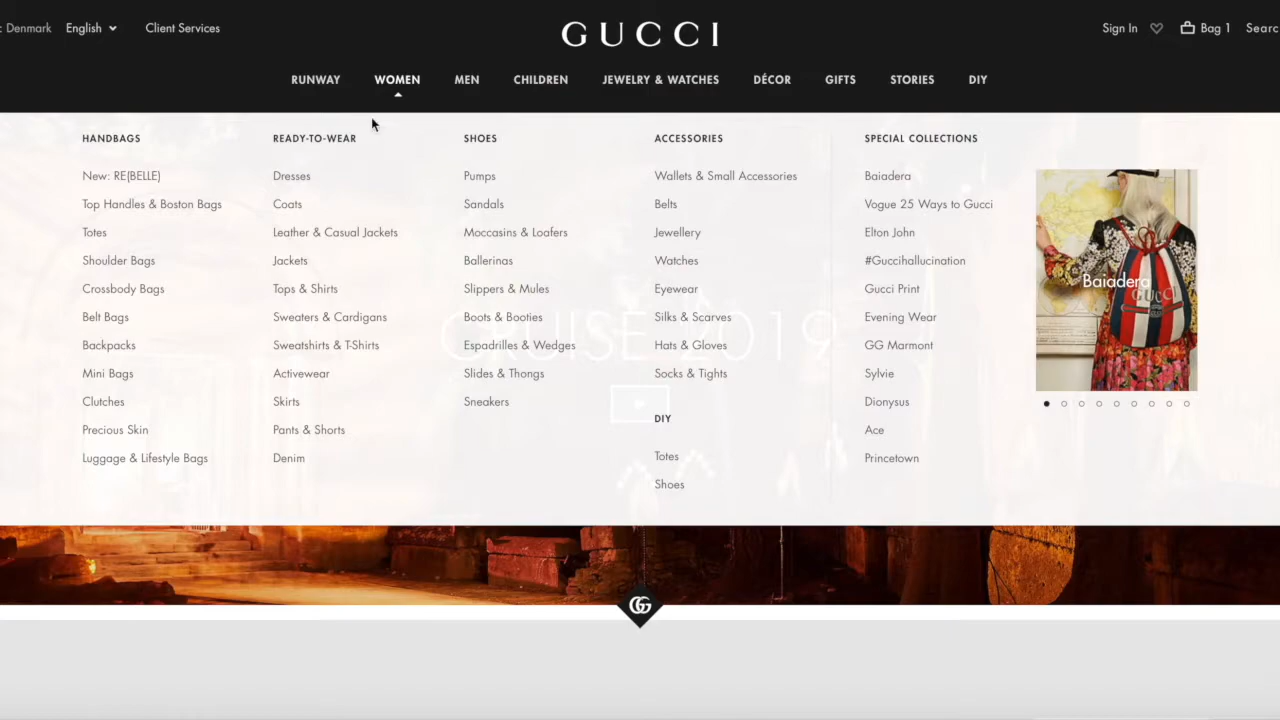 : Denmark English Client Services
GUCCI
Sign In Bag 1 Searc
RUNWAY WOMEN MEN CHILDREN JEWELRY & WATCHES DÉCOR GIFTS STORIES DIY
HANDBAGS
New: RE(BELLE)
Top Handles & Boston Bags
Totes
Shoulder Bags
Crossbody Bags
Belt Bags
Backpacks
Mini Bags
Clutches
Precious Skin
Luggage & Lifestyle Bags
READY-TO-WEAR
Dresses
Coats
Leather & Casual Jackets
Jackets
Tops & Shirts
Sweaters & Cardigans
Sweatshirts & T-Shirts
Activewear
Skirts
Pants & Shorts
Denim
SHOES
Pumps
Sandals
Moccasins & Loafers
Ballerinas
Slippers & Mules
Boots & Booties
Espadrilles & Wedges
Slides & Thongs
Sneakers
ACCESSORIES
Wallets & Small Accessories
Belts
Jewellery
Watches
Eyewear
Silks & Scarves
Hats & Gloves
Socks & Tights
DIY
Totes
Shoes
SPECIAL COLLECTIONS
Baiadera
Vogue 25 Ways to Gucci
Elton John
#Guccihallucination
Gucci Print
Evening Wear
GG Marmont
Sylvie
Dionysus
Ace
Princetown
Baiadera
GUCCI
CRUISE 2019
GG